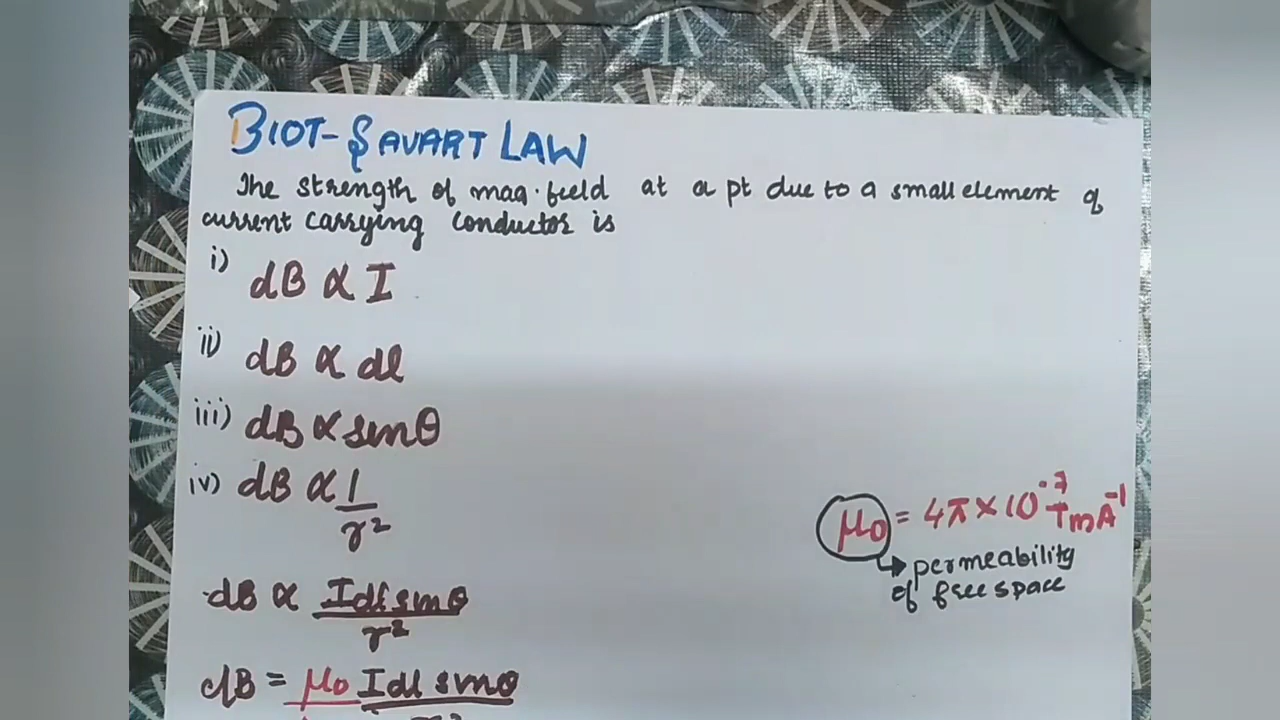 BIOT-SAVART LAW
The strength of mag. field at a pt due to a small element of
current carrying conductor is
i) dB ∝ I
ii) dB ∝ dl
iii) dB ∝ sinθ
iv) dB ∝ 1/r²
dB ∝ Idl sinθ/r²
μ₀ = 4π × 10⁻⁷ TmA⁻¹
permeability
of free space
dB = μ₀ Idl sinθ